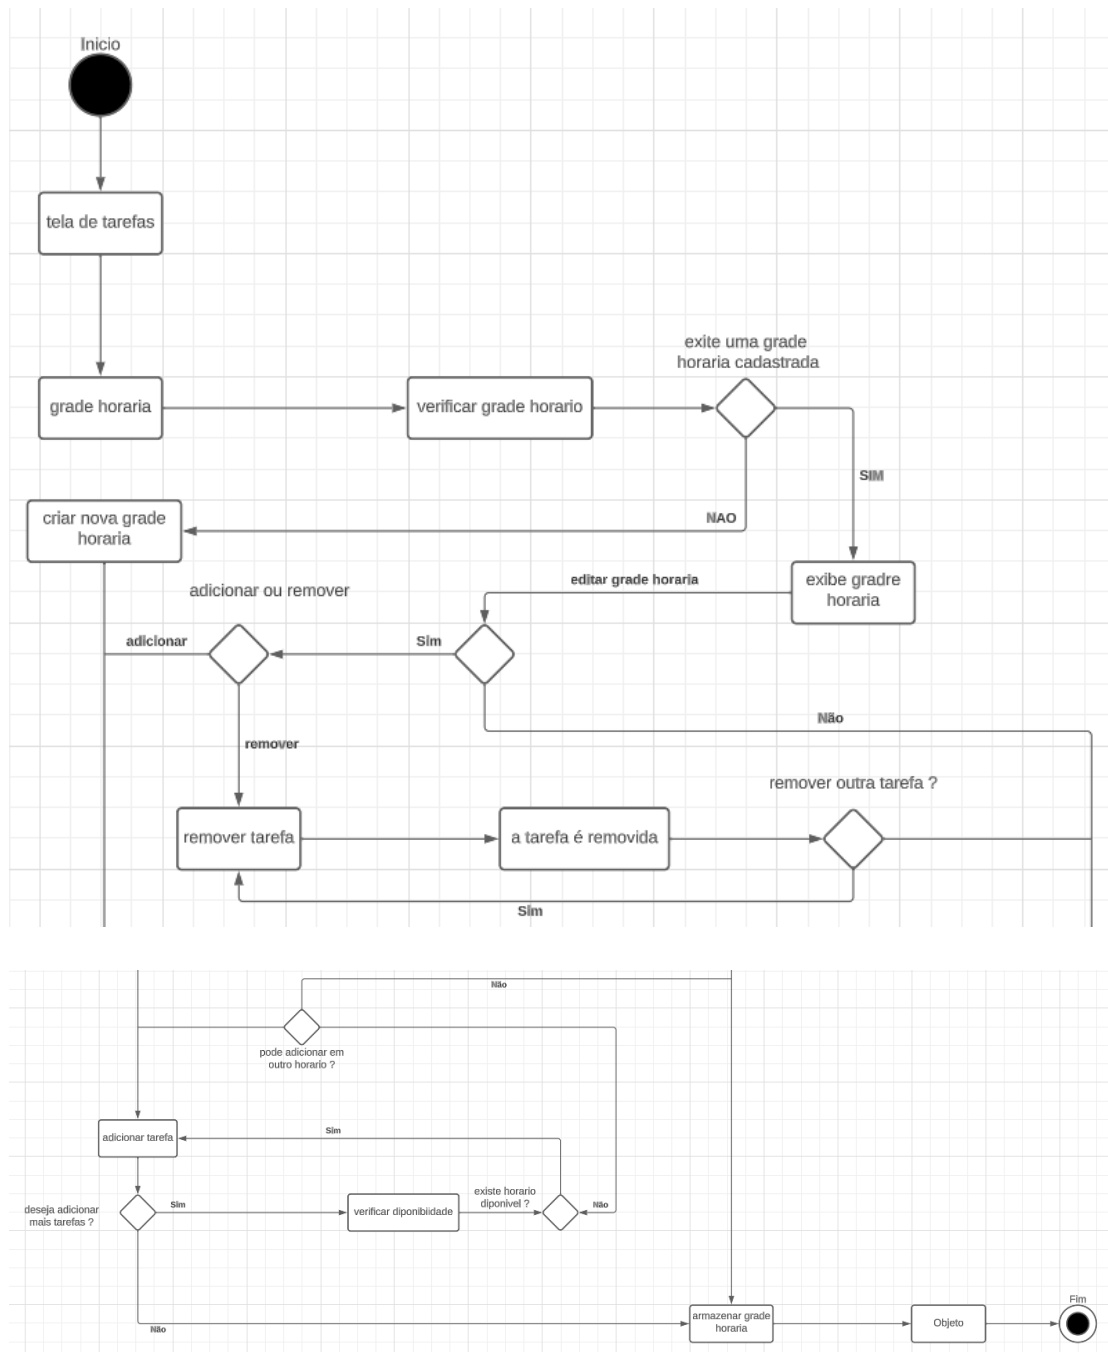 Inicio
tela de tarefas
exite uma grade
horaria cadastrada
grade horaria
verificar grade horario
SIM
criar nova grade
horaria
NAO
exibe gradre
horaria
editar grade horaria
adicionar ou remover
adicionar
Sim
Não
remover
remover outra tarefa ?
remover tarefa
a tarefa é removida
Sim
Não
pode adicionar em
outro horario ?
adicionar tarefa
Sim
deseja adicionar
mais tarefas ?
Sim
verificar diponibiidade
existe horario
diponivel ?
Não
Não
armazenar grade
horaria
Objeto
Fim